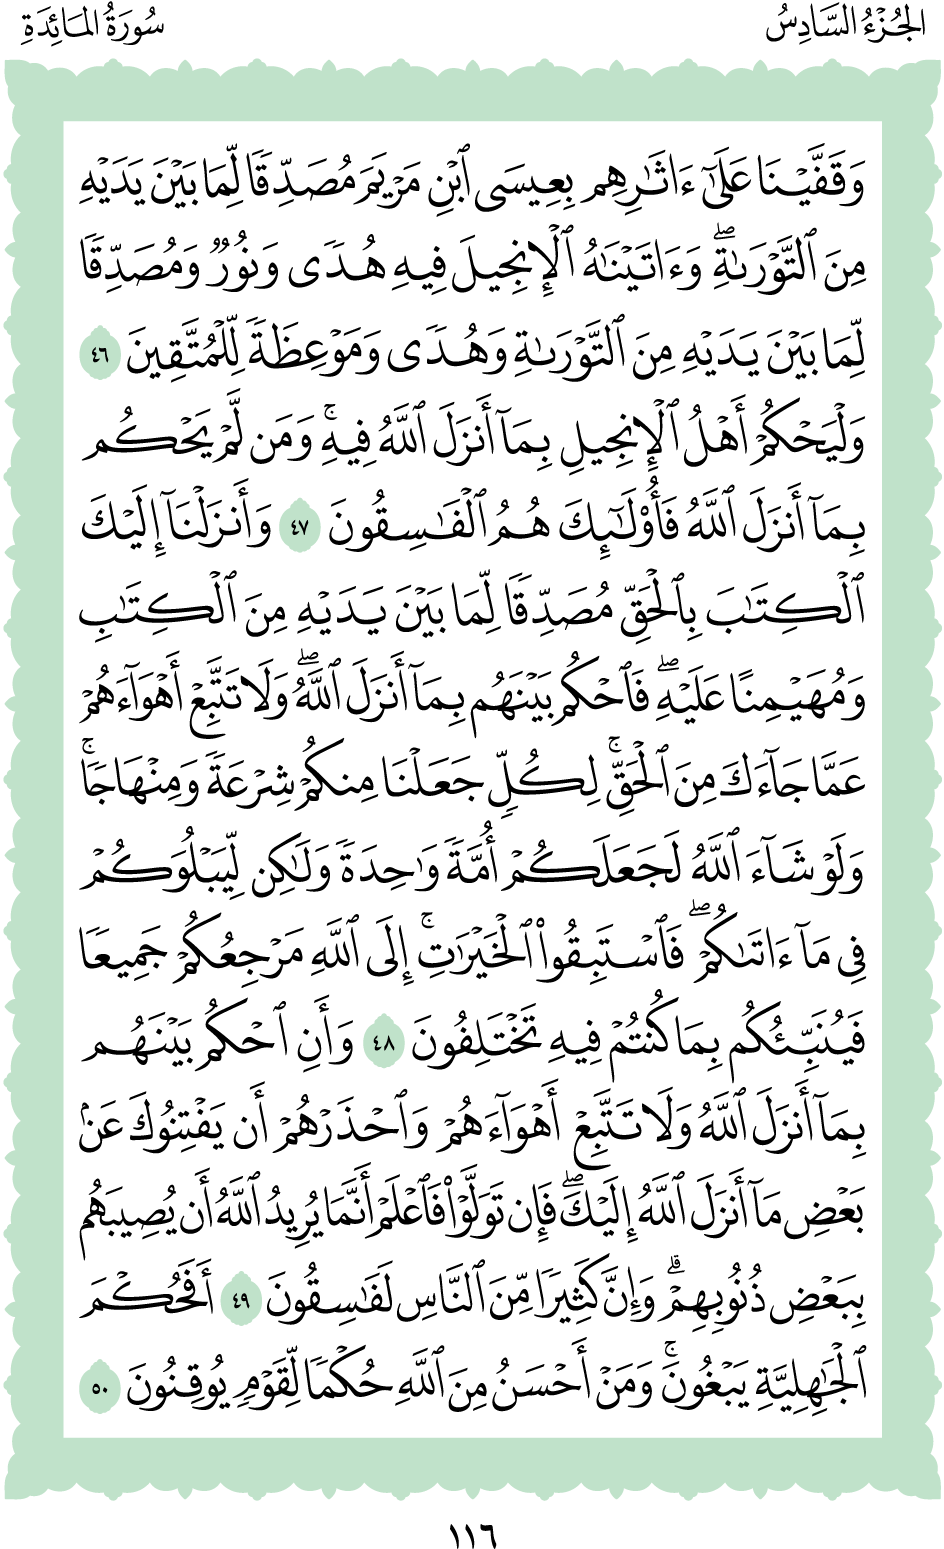 الجُزْءُ السَّادِسُ
سُورَةُ المَائِدَةِ
وَقَفَّيۡنَا عَلَىٰٓ ءَاثَٰرِهِم بِعِيسَى ٱبۡنِ مَرۡيَمَ مُصَدِّقٗا لِّمَا بَيۡنَ يَدَيۡهِ
مِنَ ٱلتَّوۡرَىٰةِۖ وَءَاتَيۡنَٰهُ ٱلۡإِنجِيلَ فِيهِ هُدٗى وَنُورٞ وَمُصَدِّقٗا
لِّمَا بَيۡنَ يَدَيۡهِ مِنَ ٱلتَّوۡرَىٰةِ وَهُدٗى وَمَوۡعِظَةٗ لِّلۡمُتَّقِينَ ٤٦
وَلۡيَحۡكُمۡ أَهۡلُ ٱلۡإِنجِيلِ بِمَآ أَنزَلَ ٱللَّهُ فِيهِۚ وَمَن لَّمۡ يَحۡكُم
بِمَآ أَنزَلَ ٱللَّهُ فَأُوْلَٰٓئِكَ هُمُ ٱلۡفَٰسِقُونَ ٤٧ وَأَنزَلۡنَآ إِلَيۡكَ
ٱلۡكِتَٰبَ بِٱلۡحَقِّ مُصَدِّقٗا لِّمَا بَيۡنَ يَدَيۡهِ مِنَ ٱلۡكِتَٰبِ
وَمُهَيۡمِنًا عَلَيۡهِۖ فَٱحۡكُم بَيۡنَهُم بِمَآ أَنزَلَ ٱللَّهُۖ وَلَا تَتَّبِعۡ أَهۡوَآءَهُمۡ
عَمَّا جَآءَكَ مِنَ ٱلۡحَقِّۚ لِكُلّٖ جَعَلۡنَا مِنكُمۡ شِرۡعَةٗ وَمِنۡهَاجٗاۚ
وَلَوۡ شَآءَ ٱللَّهُ لَجَعَلَكُمۡ أُمَّةٗ وَٰحِدَةٗ وَلَٰكِن لِّيَبۡلُوَكُمۡ
فِي مَآ ءَاتَىٰكُمۡۖ فَٱسۡتَبِقُواْ ٱلۡخَيۡرَٰتِۚ إِلَى ٱللَّهِ مَرۡجِعُكُمۡ جَمِيعٗا
فَيُنَبِّئُكُم بِمَا كُنتُمۡ فِيهِ تَخۡتَلِفُونَ ٤٨ وَأَنِ ٱحۡكُم بَيۡنَهُم
بِمَآ أَنزَلَ ٱللَّهُ وَلَا تَتَّبِعۡ أَهۡوَآءَهُمۡ وَٱحۡذَرۡهُمۡ أَن يَفۡتِنُوكَ عَنۢ
بَعۡضِ مَآ أَنزَلَ ٱللَّهُ إِلَيۡكَۖ فَإِن تَوَلَّوۡاْ فَٱعۡلَمۡ أَنَّمَا يُرِيدُ ٱللَّهُ أَن يُصِيبَهُم
بِبَعۡضِ ذُنُوبِهِمۡۗ وَإِنَّ كَثِيرٗا مِّنَ ٱلنَّاسِ لَفَٰسِقُونَ ٤٩ أَفَحُكۡمَ
ٱلۡجَٰهِلِيَّةِ يَبۡغُونَۚ وَمَنۡ أَحۡسَنُ مِنَ ٱللَّهِ حُكۡمٗا لِّقَوۡمٖ يُوقِنُونَ ٥٠
١١٦